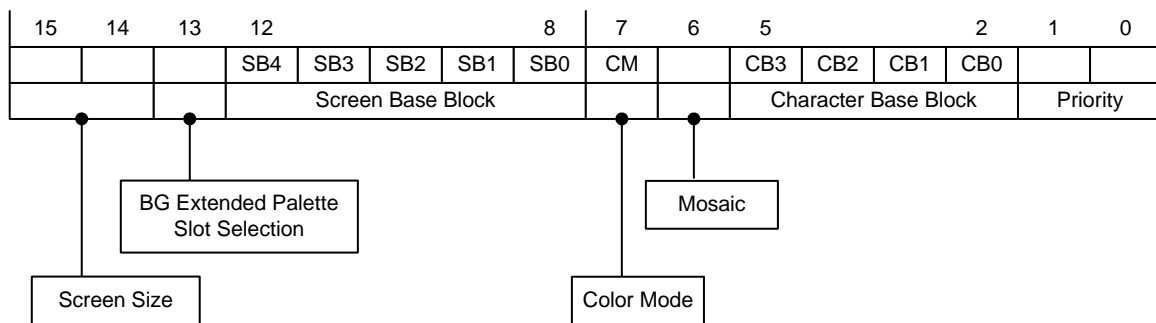 15 14 13 12 8 7 6 5 2 1 0
SB4 SB3 SB2 SB1 SB0 CM CB3 CB2 CB1 CB0
Screen Base Block Character Base Block Priority
BG Extended Palette
Slot Selection
Mosaic
Screen Size
Color Mode